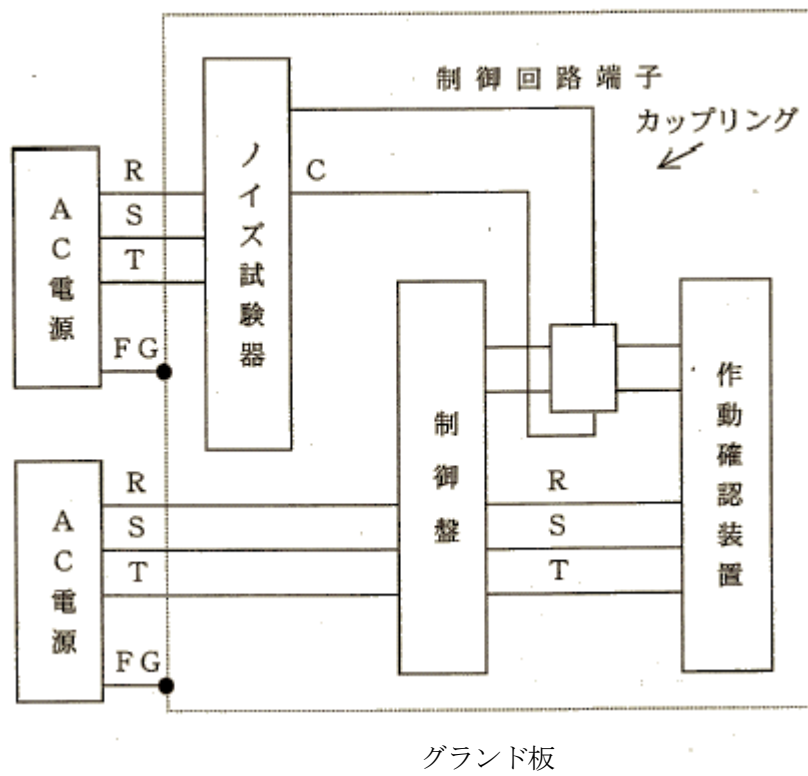 制御回路端子
カップリング
ノイズ試験器
C
R
S
T
FG
AC電源
制御盤
作動確認装置
R
S
T
R
S
T
FG
AC電源
グランド板